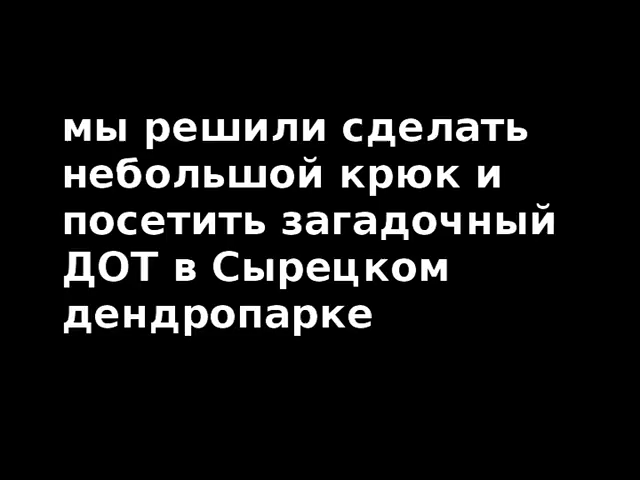 мы решили сделать
небольшой крюк и
посетить загадочный
ДОТ в Сырецком
дендропарке